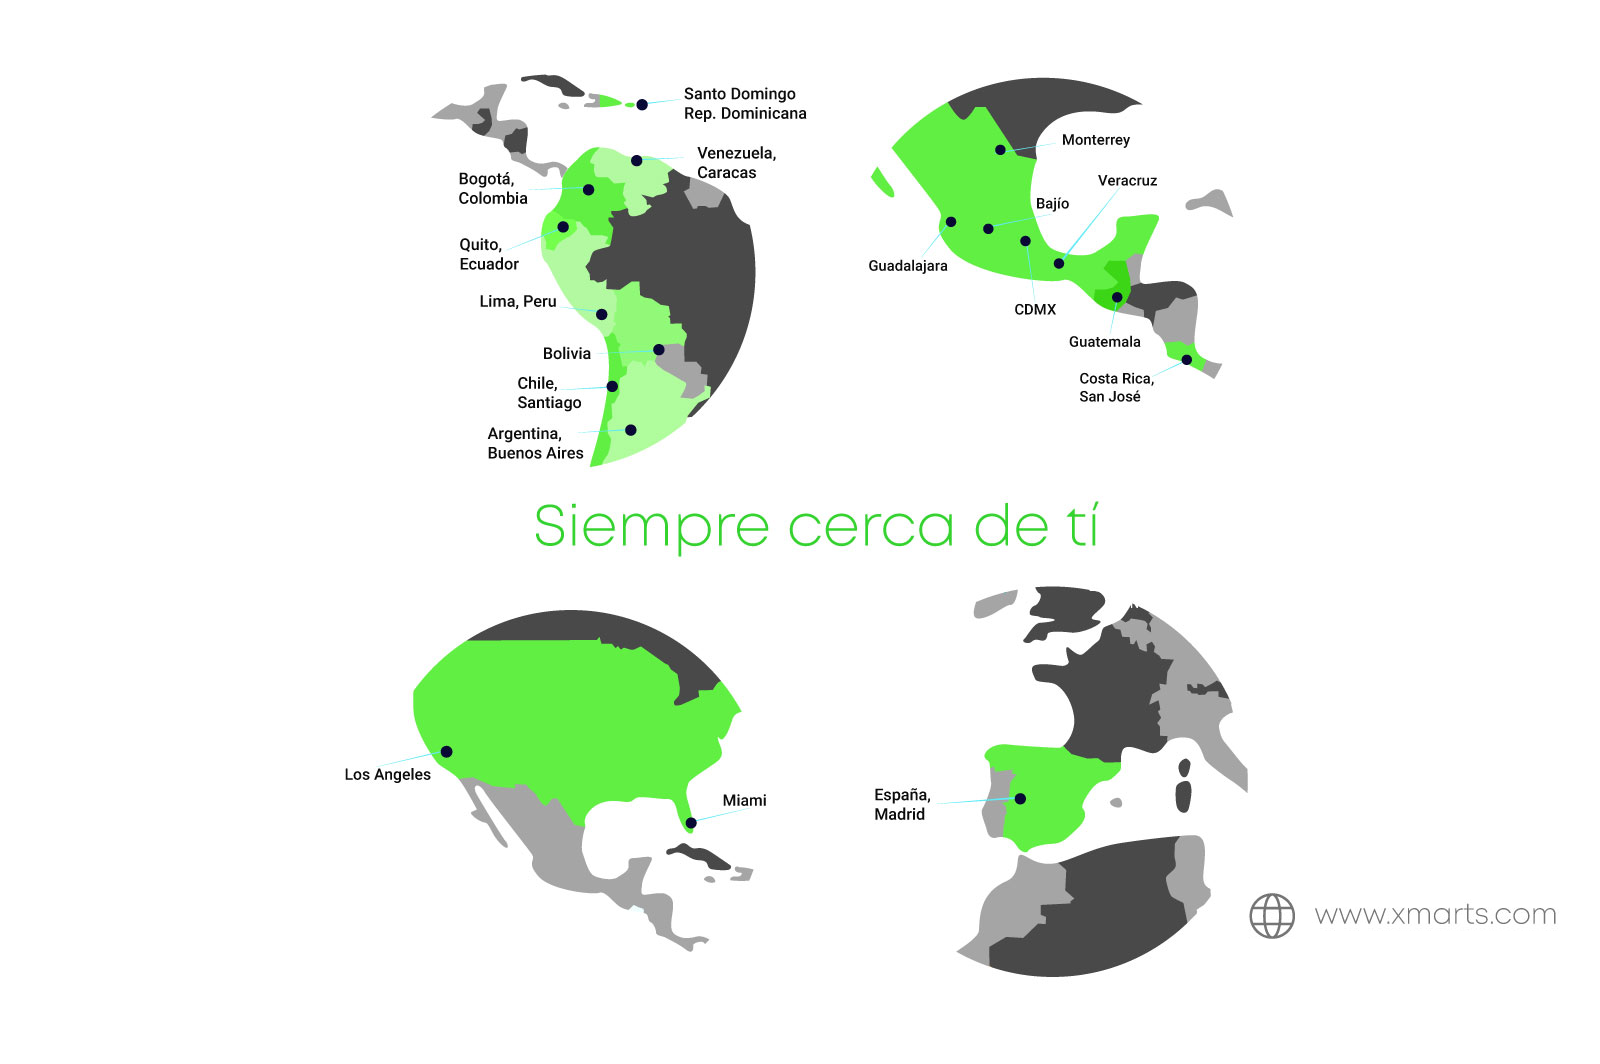 Santo Domingo
Rep. Dominicana
Venezuela,
Caracas
Bogotá,
Colombia
Quito,
Ecuador
Lima, Peru
Bolivia
Chile,
Santiago
Argentina,
Buenos Aires
Monterrey
Veracruz
Bajío
Guadalajara
CDMX
Guatemala
Costa Rica,
San José
Siempre cerca de tí
Los Angeles
Miami
España,
Madrid
www.xmarts.com